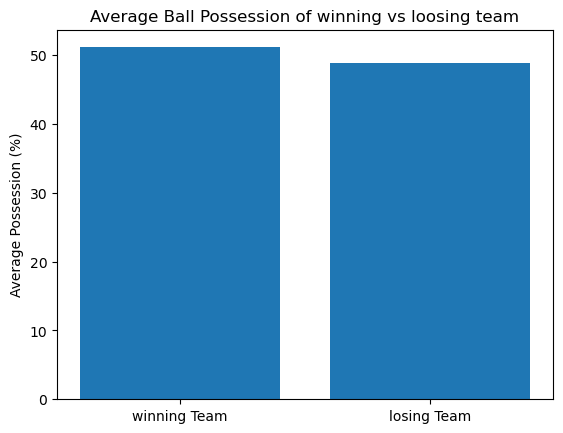 Average Ball Possession of winning vs loosing team
Average Possession (%)
50
40
30
20
10
0
winning Team
losing Team